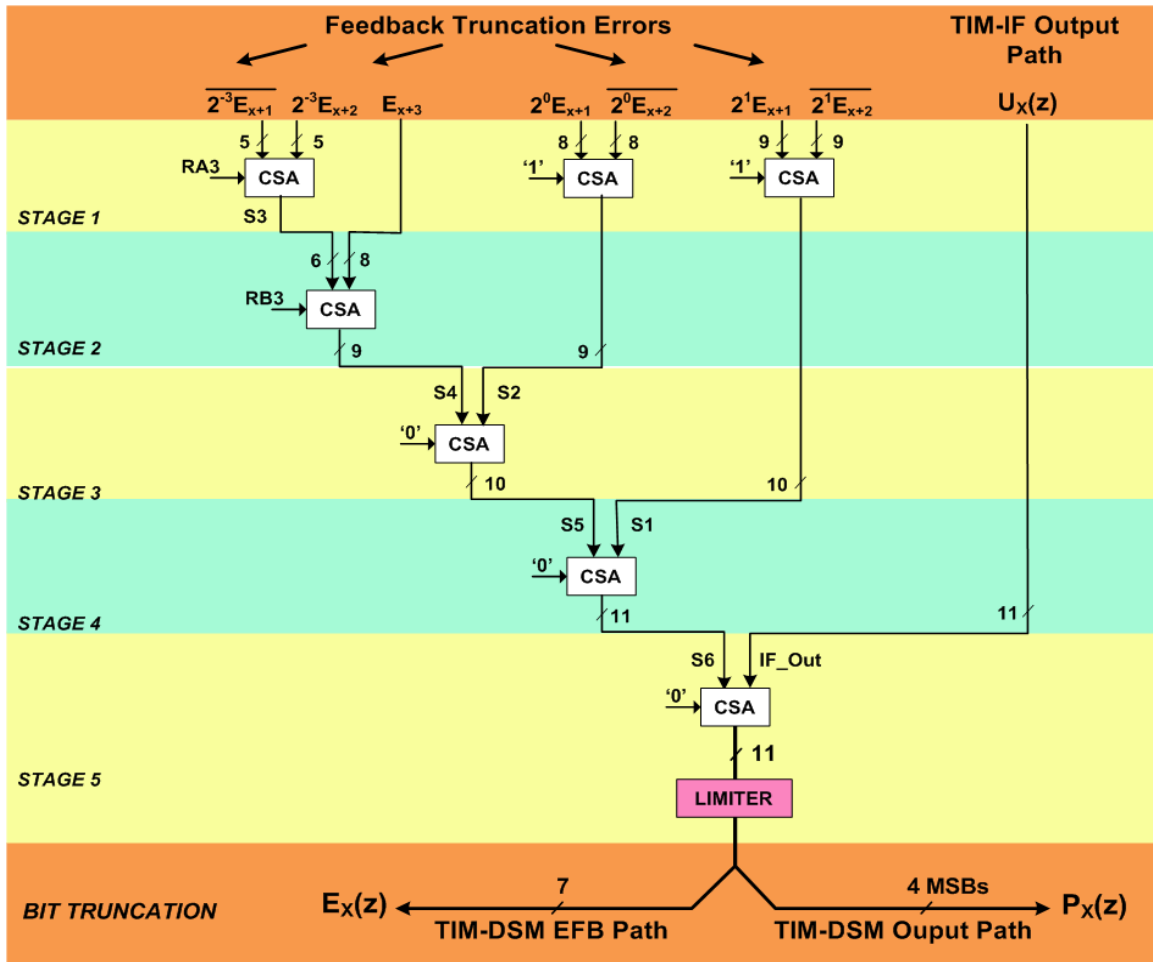 Feedback Truncation Errors
TIM-IF Output
Path
2⁻³Eₓ₊₁ 2⁻³Eₓ₊₂ Eₓ₊₃ 2⁰Eₓ₊₁ 2⁰Eₓ₊₂ 2¹Eₓ₊₁ 2¹Eₓ₊₂ Uₓ(z)
5 5 8 8 9 9
RA3 CSA '1' CSA '1' CSA
STAGE 1 S3
6 8
RB3 CSA
STAGE 2 9 9
S4 S2
'0' CSA
STAGE 3 10 10
S5 S1
'0' CSA
STAGE 4 11 11
S6 IF_Out
'0' CSA
11
STAGE 5 LIMITER
BIT TRUNCATION Eₓ(z) 7 4 MSBs Pₓ(z)
TIM-DSM EFB Path TIM-DSM Ouput Path